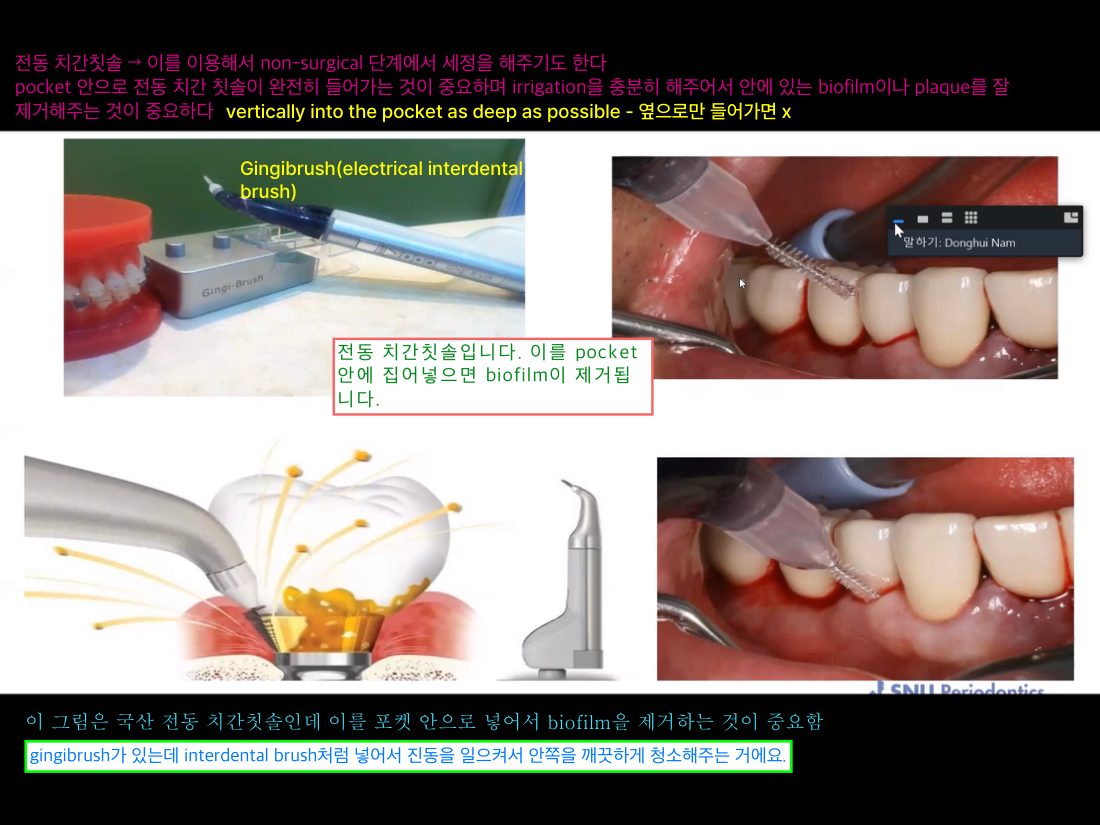 전동 치간칫솔 → 이를 이용해서 non-surgical 단계에서 세정을 해주기도 한다
pocket 안으로 전동 치간 칫솔이 완전히 들어가는 것이 중요하며 irrigation을 충분히 해주어서 안에 있는 biofilm이나 plaque를 잘
제거해주는 것이 중요하다 vertically into the pocket as deep as possible - 옆으로만 들어가면 x
Gingibrush(electrical interdental
brush)
Gingi-Brush
말하기: Donghui Nam
전동 치간칫솔입니다. 이를 pocket
안에 집어넣으면 biofilm이 제거됩
니다.
SNU Periodontics
이 그림은 국산 전동 치간칫솔인데 이를 포켓 안으로 넣어서 biofilm을 제거하는 것이 중요함
gingibrush가 있는데 interdental brush처럼 넣어서 진동을 일으켜서 안쪽을 깨끗하게 청소해주는 거에요.